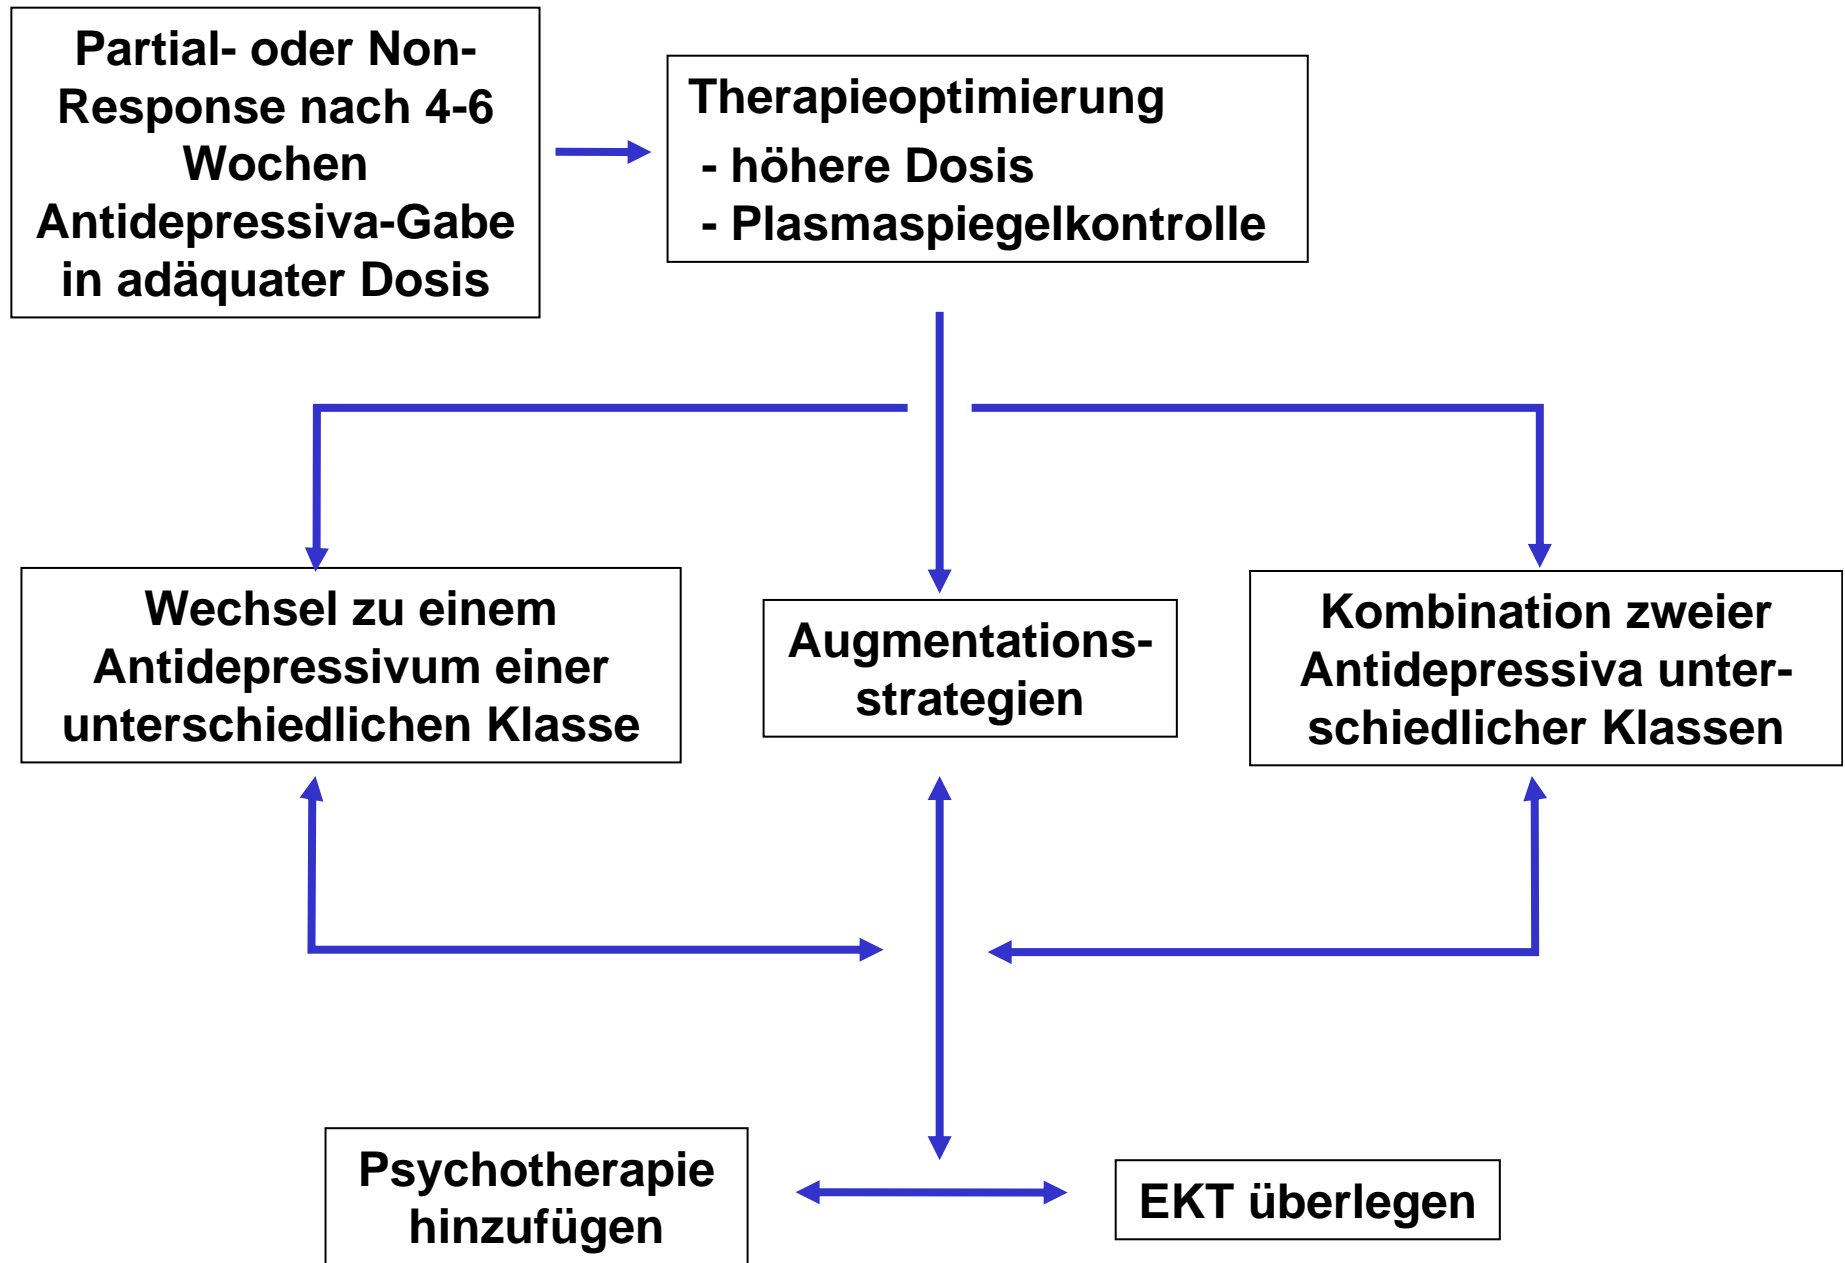 Partial- oder Non-
Response nach 4-6
Wochen
Antidepressiva-Gabe
in adäquater Dosis
Therapieoptimierung
- höhere Dosis
- Plasmaspiegelkontrolle
Wechsel zu einem
Antidepressivum einer
unterschiedlichen Klasse
Augmentations-
strategien
Kombination zweier
Antidepressiva unter-
schiedlicher Klassen
Psychotherapie
hinzufügen
EKT überlegen